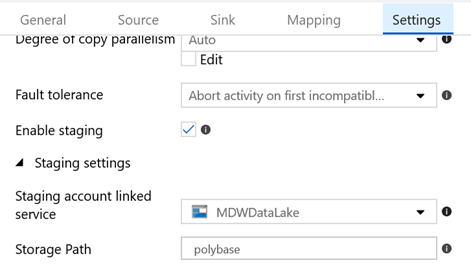 General Source Sink Mapping Settings
Degree of copy parallelism Auto
Edit
Fault tolerance Abort activity on first incompatibl...
Enable staging
Staging settings
Staging account linked
service MDWDataLake
Storage Path polybase